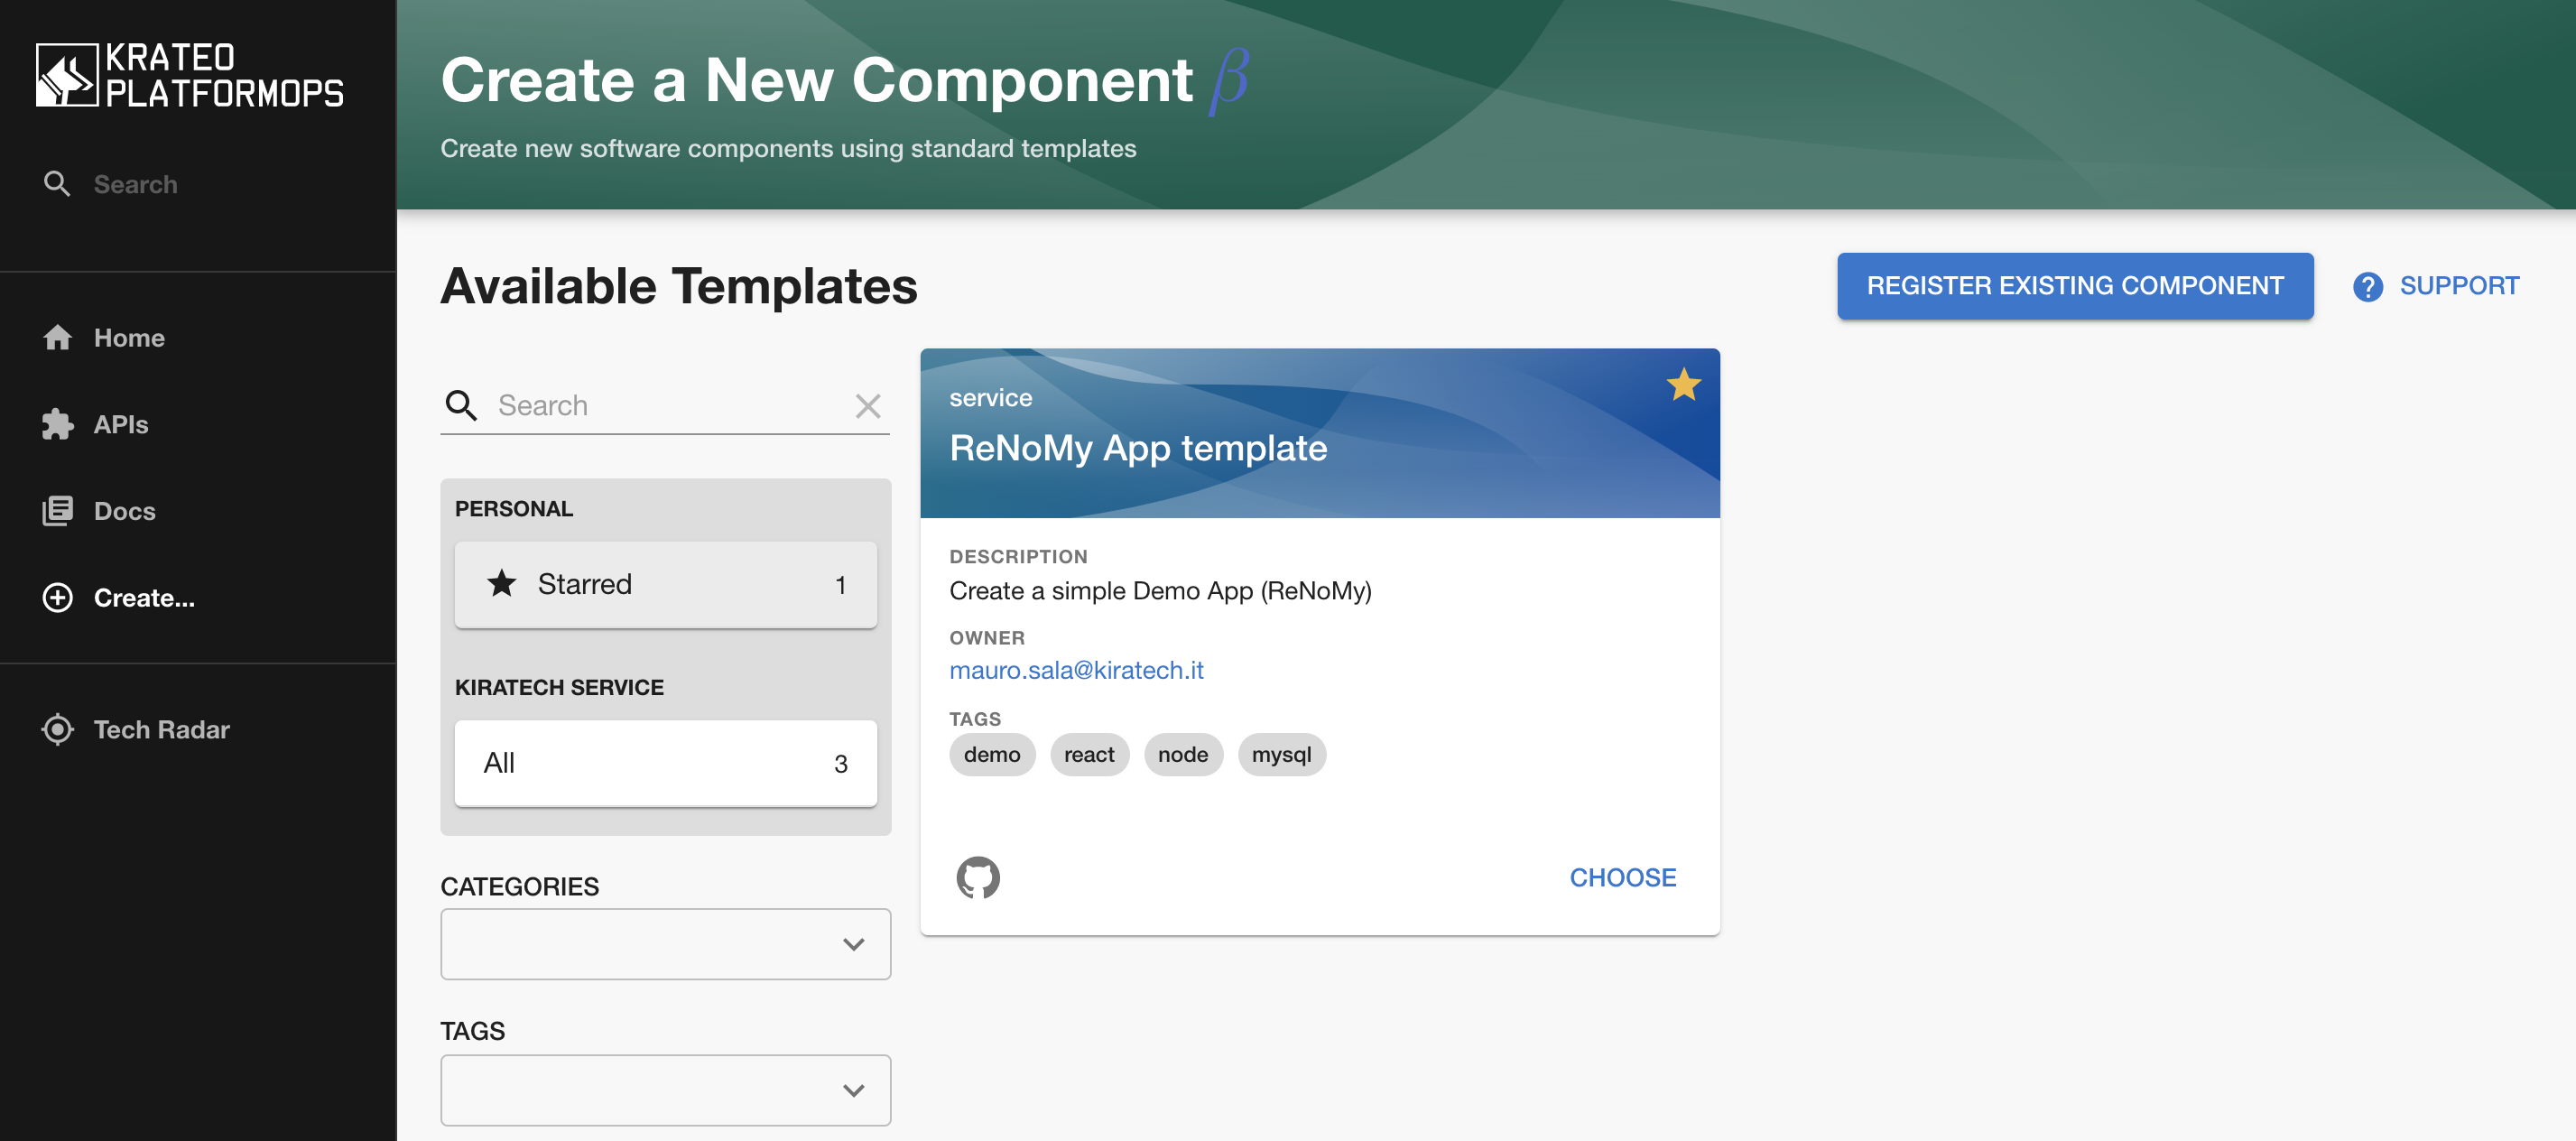 KRATEO
PLATFORMOPS
Search
Home
APIs
Docs
Create...
Tech Radar
Create a New Component β
Create new software components using standard templates
Available Templates
REGISTER EXISTING COMPONENT
? SUPPORT
Search
PERSONAL
Starred 1
KIRATECH SERVICE
All 3
CATEGORIES
TAGS
service
ReNoMy App template
DESCRIPTION
Create a simple Demo App (ReNoMy)
OWNER
mauro.sala@kiratech.it
TAGS
demo react node mysql
CHOOSE